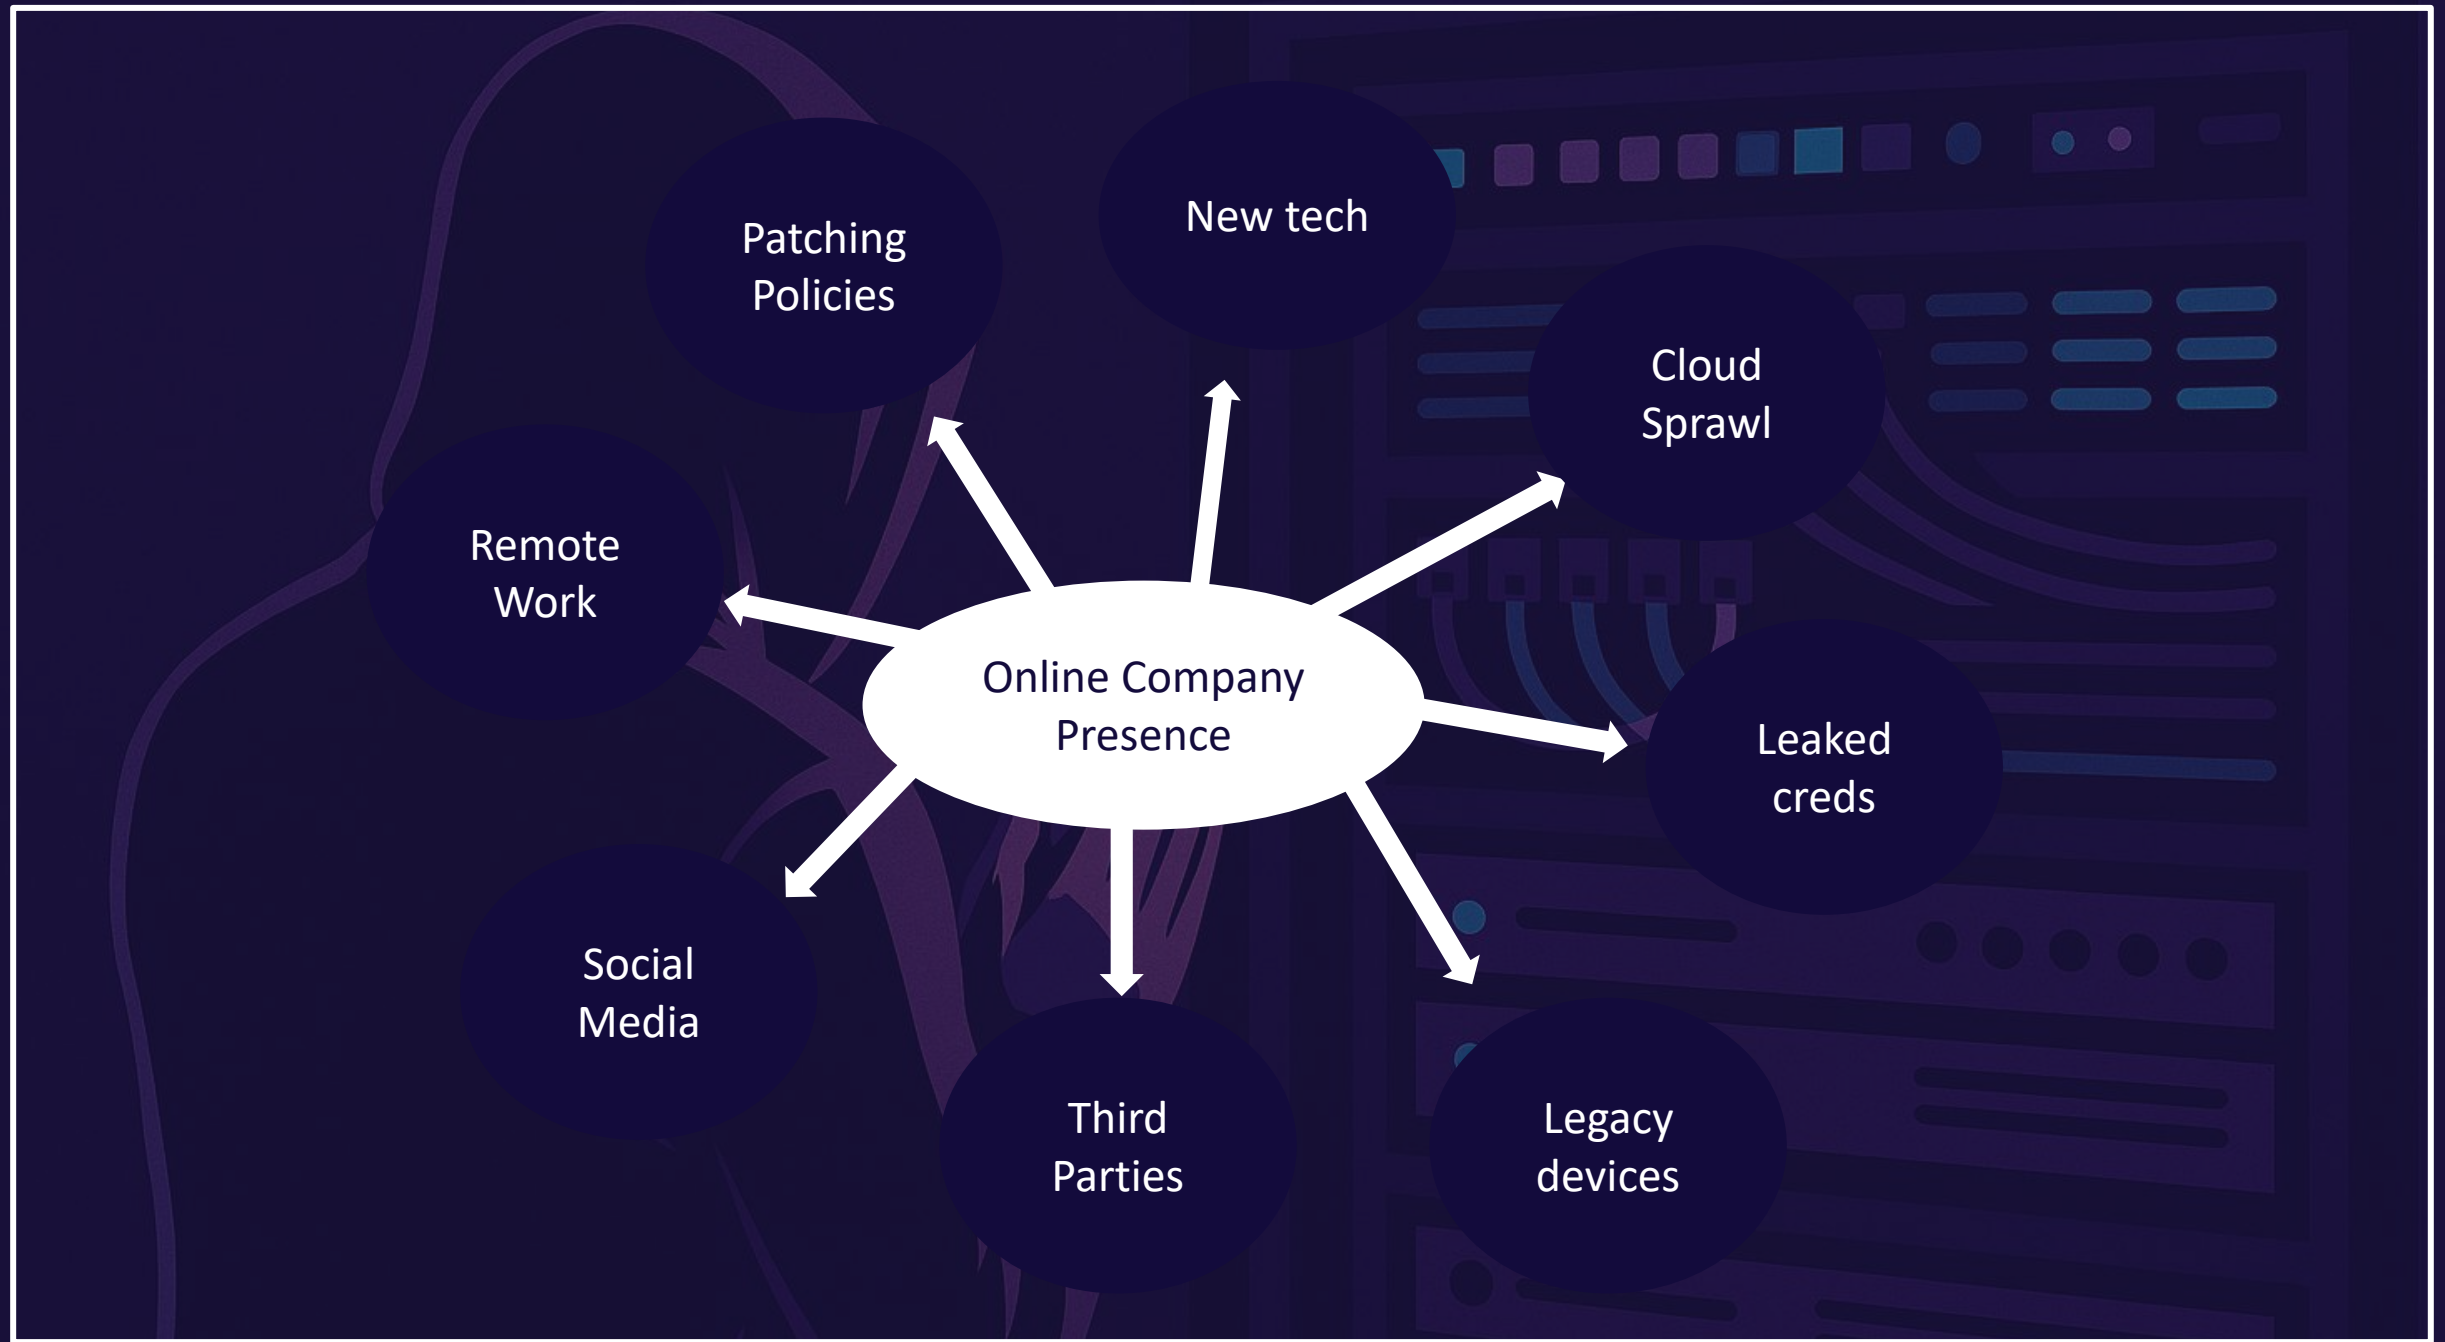 Patching
Policies
New tech
Cloud
Sprawl
Remote
Work
Online Company
Presence
Leaked
creds
Social
Media
Third
Parties
Legacy
devices